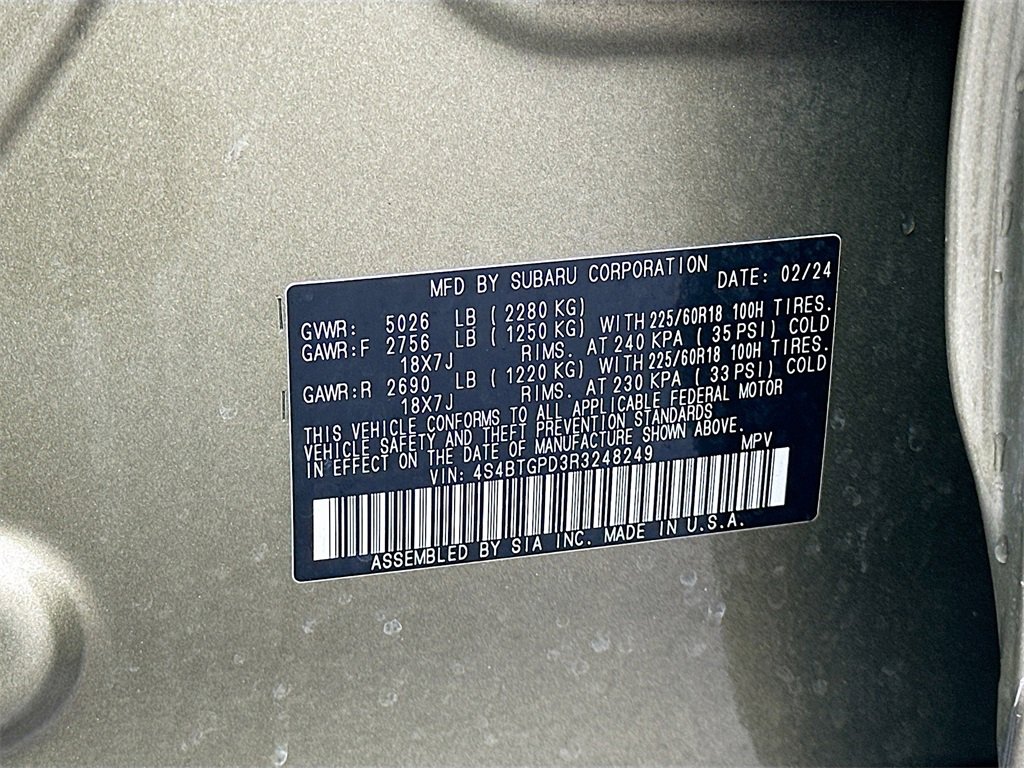 MFD BY SUBARU CORPORATION DATE: 02/24
GVWR: 5026 LB ( 2280 KG)
GAWR:F 2756 LB ( 1250 KG) WITH 225/60R18 100H TIRES.
18X7J RIMS. AT 240 KPA ( 35 PSI) COLD
GAWR:R 2690 LB ( 1220 KG) WITH 225/60R18 100H TIRES.
18X7J RIMS. AT 230 KPA ( 33 PSI) COLD
THIS VEHICLE CONFORMS TO ALL APPLICABLE FEDERAL MOTOR
VEHICLE SAFETY AND THEFT PREVENTION STANDARDS
IN EFFECT ON THE DATE OF MANUFACTURE SHOWN ABOVE.
VIN: 4S4BTGPD3R3248249 MPV
ASSEMBLED BY SIA INC. MADE IN U.S.A.